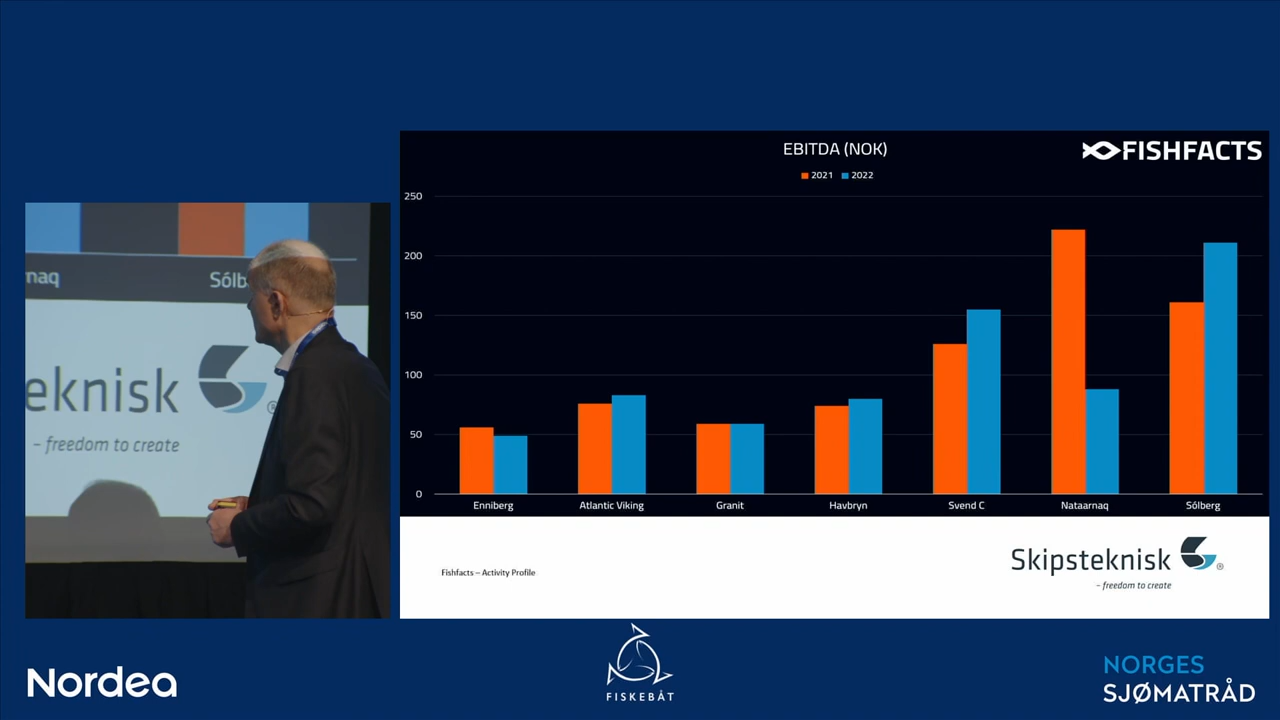 EBITDA (NOK)
FISHFACTS
2021 2022
250
200
150
100
50
0
Enniberg Atlantic Viking Granit Havbryn Svend C Nataarnaq Sólberg
naq Sólb
eknisk
®
– freedom to create
Fishfacts – Activity Profile
Skipsteknisk ®
– freedom to create
Nordea
FISKEBÅT
NORGES
SJØMATRÅD